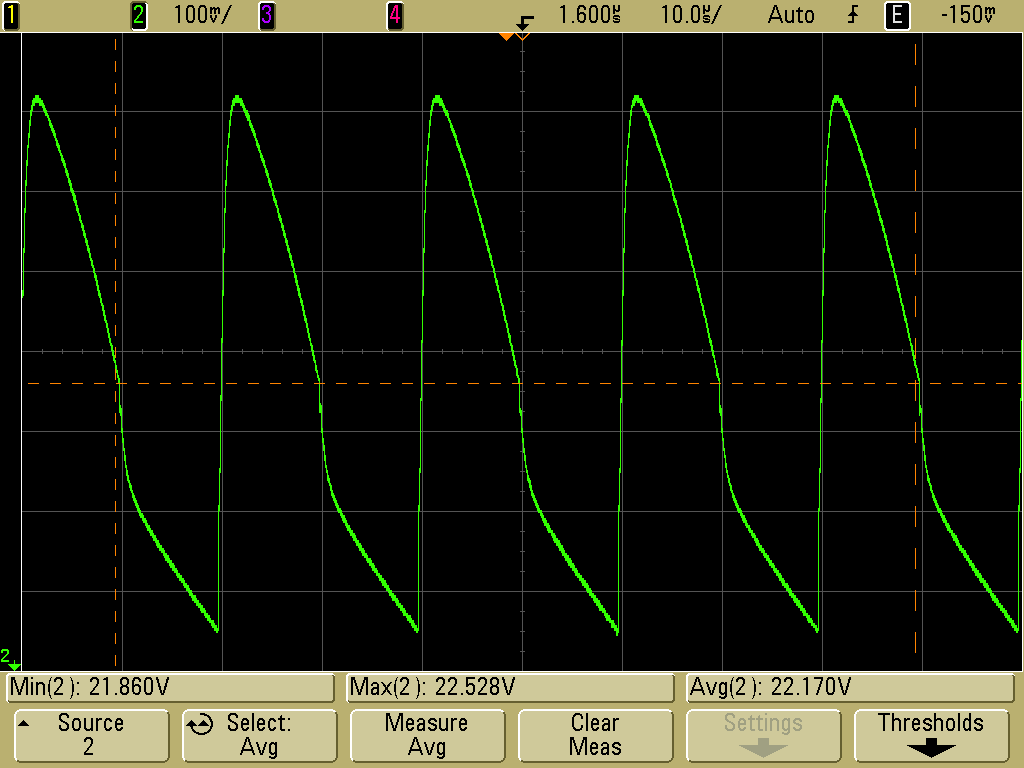 1 2 100mV/ 3 4 1.600µs 10.0µs/ Auto E -150mV
2
Min(2): 21.860V Max(2): 22.528V Avg(2): 22.170V
Source Select: Measure Clear Settings Thresholds
2 Avg Avg Meas